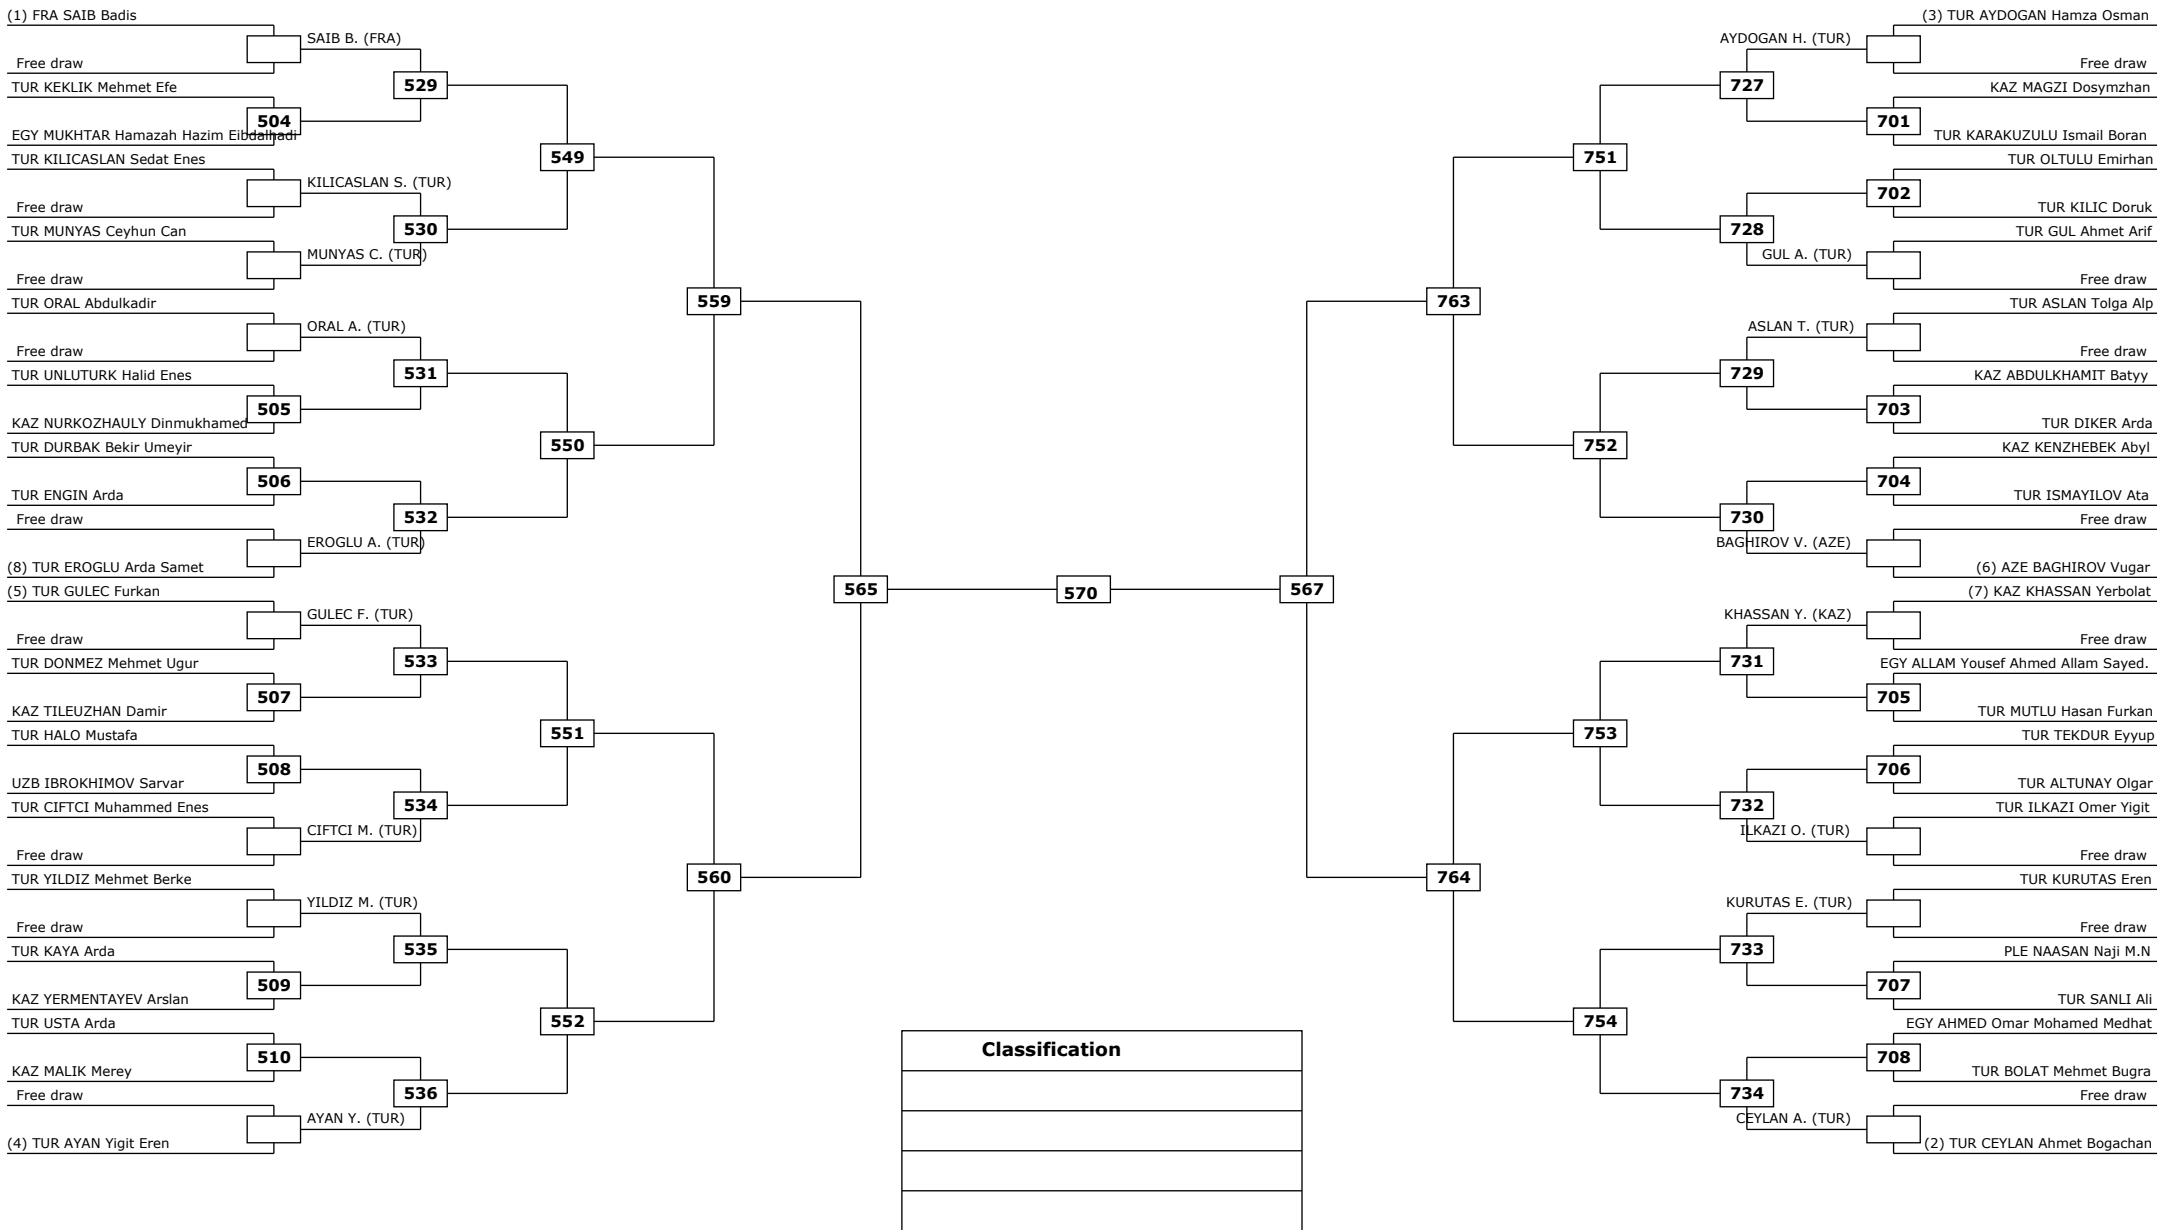 (1) FRA SAIB Badis
SAIB B. (FRA)
Free draw
529
TUR KEKLIK Mehmet Efe
504
EGY MUKHTAR Hamazah Hazim Eibdalhadi
549
TUR KILICASLAN Sedat Enes
KILICASLAN S. (TUR)
Free draw
530
TUR MUNYAS Ceyhun Can
MUNYAS C. (TUR)
Free draw
559
TUR ORAL Abdulkadir
ORAL A. (TUR)
Free draw
531
TUR UNLUTURK Halid Enes
505
KAZ NURKOZHAULY Dinmukhamed
550
TUR DURBAK Bekir Umeyir
506
TUR ENGIN Arda
532
Free draw
EROGLU A. (TUR)
(8) TUR EROGLU Arda Samet
565
(5) TUR GULEC Furkan
GULEC F. (TUR)
Free draw
533
TUR DONMEZ Mehmet Ugur
507
KAZ TILEUZHAN Damir
551
TUR HALO Mustafa
508
UZB IBROKHIMOV Sarvar
534
TUR CIFTCI Muhammed Enes
CIFTCI M. (TUR)
Free draw
560
TUR YILDIZ Mehmet Berke
YILDIZ M. (TUR)
Free draw
535
TUR KAYA Arda
509
KAZ YERMENTAYEV Arslan
552
TUR USTA Arda
510
KAZ MALIK Merey
536
Free draw
AYAN Y. (TUR)
(4) TUR AYAN Yigit Eren
570
Classification
(3) TUR AYDOGAN Hamza Osman
AYDOGAN H. (TUR)
Free draw
727
KAZ MAGZI Dosymzhan
701
TUR KARAKUZULU Ismail Boran
751
TUR OLTULU Emirhan
702
TUR KILIC Doruk
728
TUR GUL Ahmet Arif
GUL A. (TUR)
Free draw
763
TUR ASLAN Tolga Alp
ASLAN T. (TUR)
Free draw
729
KAZ ABDULKHAMIT Batyy
703
TUR DIKER Arda
752
KAZ KENZHEBEK Abyl
704
TUR ISMAYILOV Ata
730
Free draw
BAGHIROV V. (AZE)
(6) AZE BAGHIROV Vugar
567
(7) KAZ KHASSAN Yerbolat
KHASSAN Y. (KAZ)
Free draw
731
EGY ALLAM Yousef Ahmed Allam Sayed.
705
TUR MUTLU Hasan Furkan
753
TUR TEKDUR Eyyup
706
TUR ALTUNAY Olgar
732
TUR ILKAZI Omer Yigit
ILKAZI O. (TUR)
Free draw
764
TUR KURUTAS Eren
KURUTAS E. (TUR)
Free draw
733
PLE NAASAN Naji M.N
707
TUR SANLI Ali
754
EGY AHMED Omar Mohamed Medhat
708
TUR BOLAT Mehmet Bugra
734
Free draw
CEYLAN A. (TUR)
(2) TUR CEYLAN Ahmet Bogachan